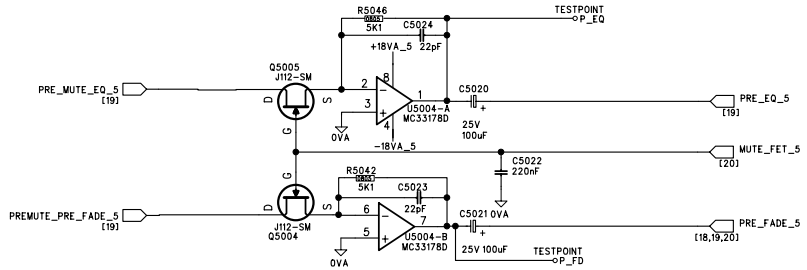 R5046
0805
5K1
C5024
22pF
TESTPOINT
P_EQ
+18VA_5
Q5005
J112-SM
PRE_MUTE_EQ_5
[19]
D
S
G
2
3
8
1
4
U5004-A
MC33178D
0VA
-18VA_5
C5020
+
25V
100uF
PRE_EQ_5
[19]
MUTE_FET_5
[20]
C5022
220nF
0VA
R5042
0805
5K1
C5023
22pF
G
D
S
J112-SM
Q5004
PREMUTE_PRE_FADE_5
[19]
6
5
7
U5004-B
MC33178D
0VA
C5021
+
25V 100uF
PRE_FADE_5
[18,19,20]
TESTPOINT
P_FD